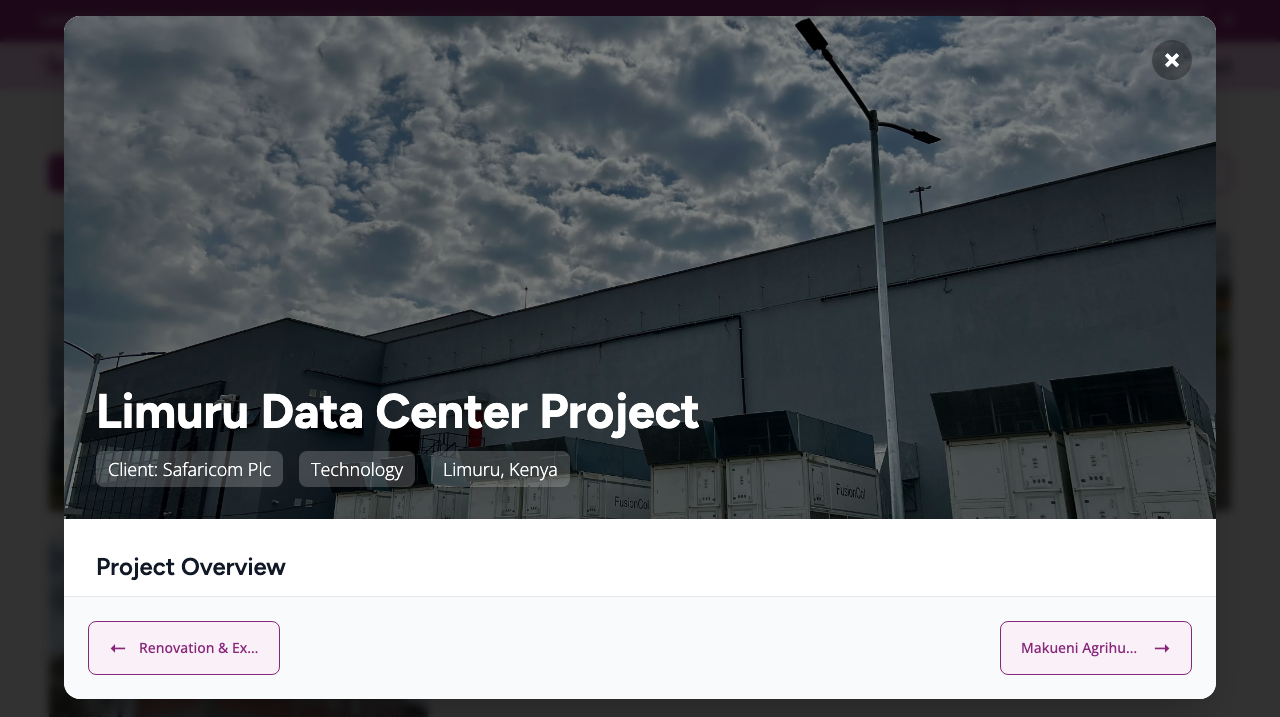 Limuru Data Center Project
Client: Safaricom Plc
Technology
Limuru, Kenya
FusionCol
FusionCol
Project Overview
← Renovation & Ex...
Makueni Agrihu... →